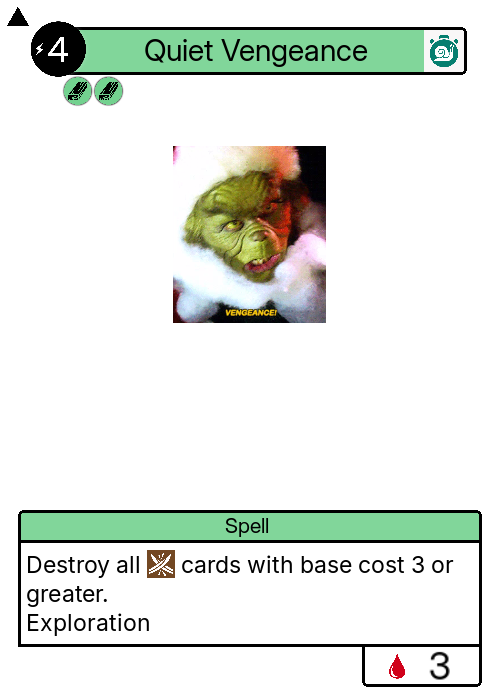 4 Quiet Vengeance
VENGEANCE!
Spell
Destroy all cards with base cost 3 or
greater.
Exploration
3